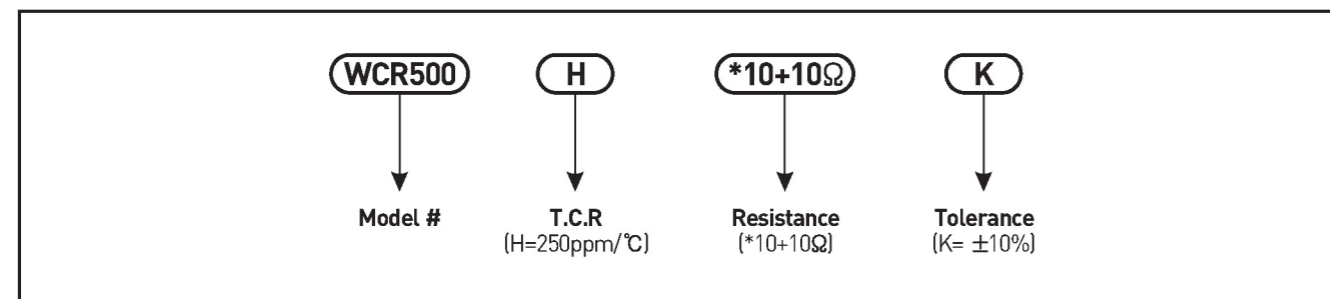 WCR500 H *10+10Ω K
Model # T.C.R Resistance Tolerance
(H=250ppm/℃) (*10+10Ω) (K= ±10%)